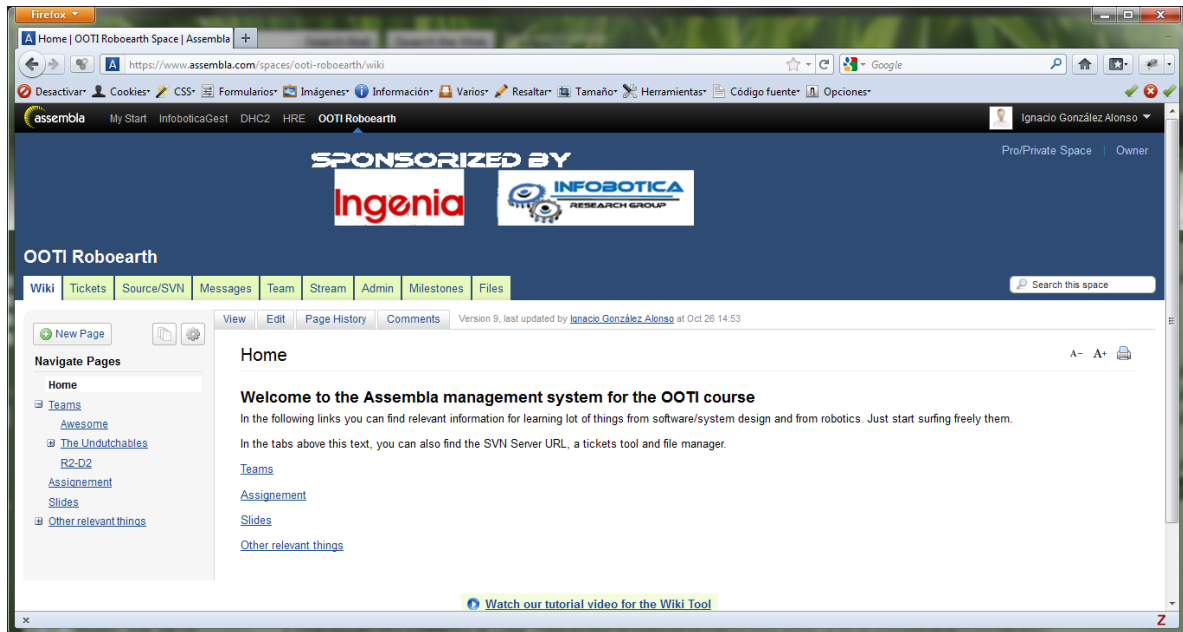 Firefox
Home | OOTI Roboearth Space | Assembla
https://www.assembla.com/spaces/ooti-roboearth/wiki
Google
Desactivar Cookies CSS Formularios Imágenes Información Varios Resaltar Tamaño Herramientas Código fuente Opciones
assembla My Start InfoboticaGest DHC2 HRE OOTI Roboearth Ignacio González Alonso
Pro/Private Space | Owner
SPONSORIZED BY
Ingenia
INFOBOTICA
RESEARCH GROUP
OOTI Roboearth
Wiki Tickets Source/SVN Messages Team Stream Admin Milestones Files Search this space
View Edit Page History Comments Version 9, last updated by Ignacio González Alonso at Oct 26 14:53
New Page
Navigate Pages
Home
Teams
Awesome
The Undutchables
R2-D2
Assignement
Slides
Other relevant things
Home
A- A+
Welcome to the Assembla management system for the OOTI course
In the following links you can find relevant information for learning lot of things from software/system design and from robotics. Just start surfing freely them.
In the tabs above this text, you can also find the SVN Server URL, a tickets tool and file manager.
Teams
Assignement
Slides
Other relevant things
Watch our tutorial video for the Wiki Tool
x
Z